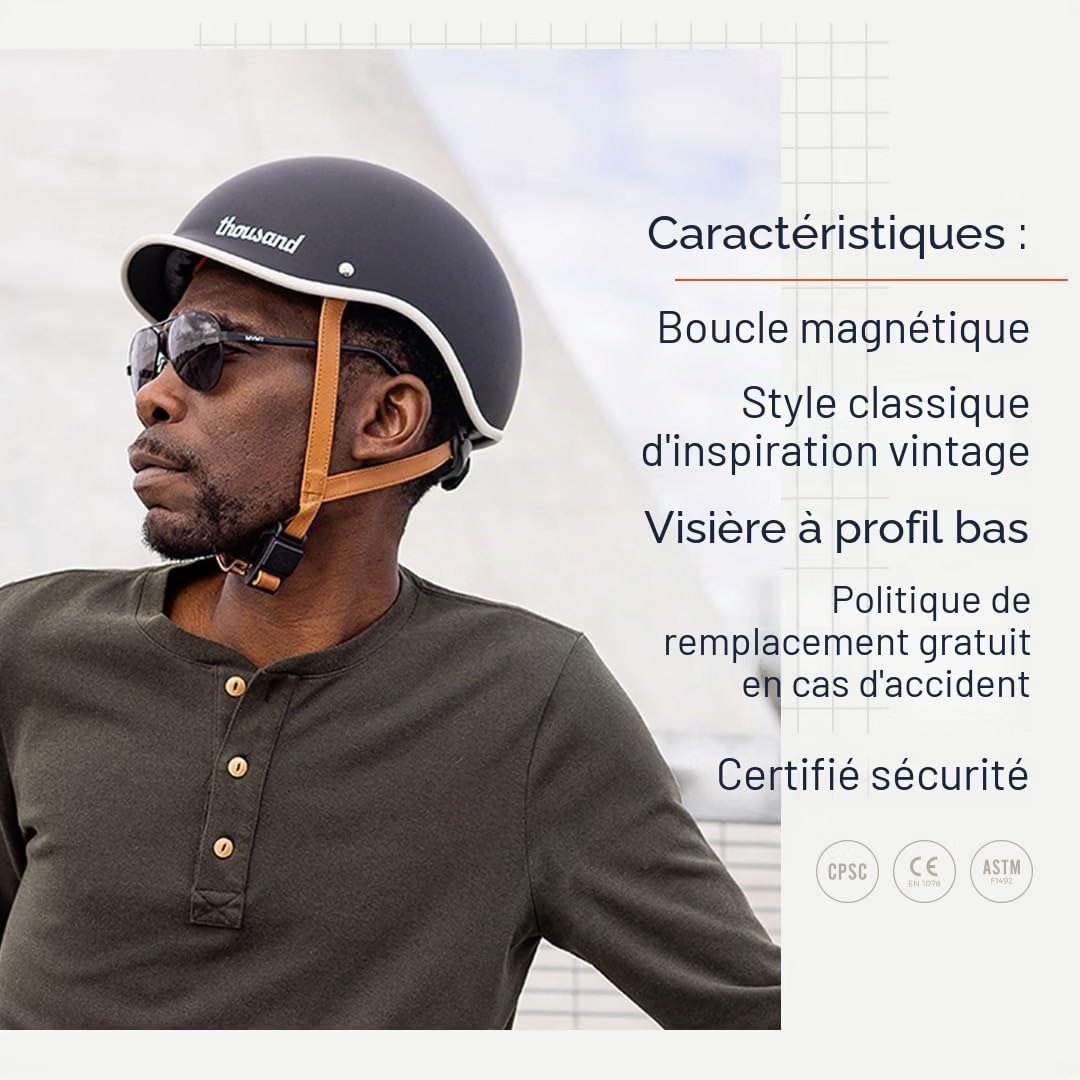 thousand
Caractéristiques :
Boucle magnétique
Style classique
d'inspiration vintage
Visière à profil bas
Politique de
remplacement gratuit
en cas d'accident
Certifié sécurité
CPSC
CE
EN 1078
ASTM
F1492